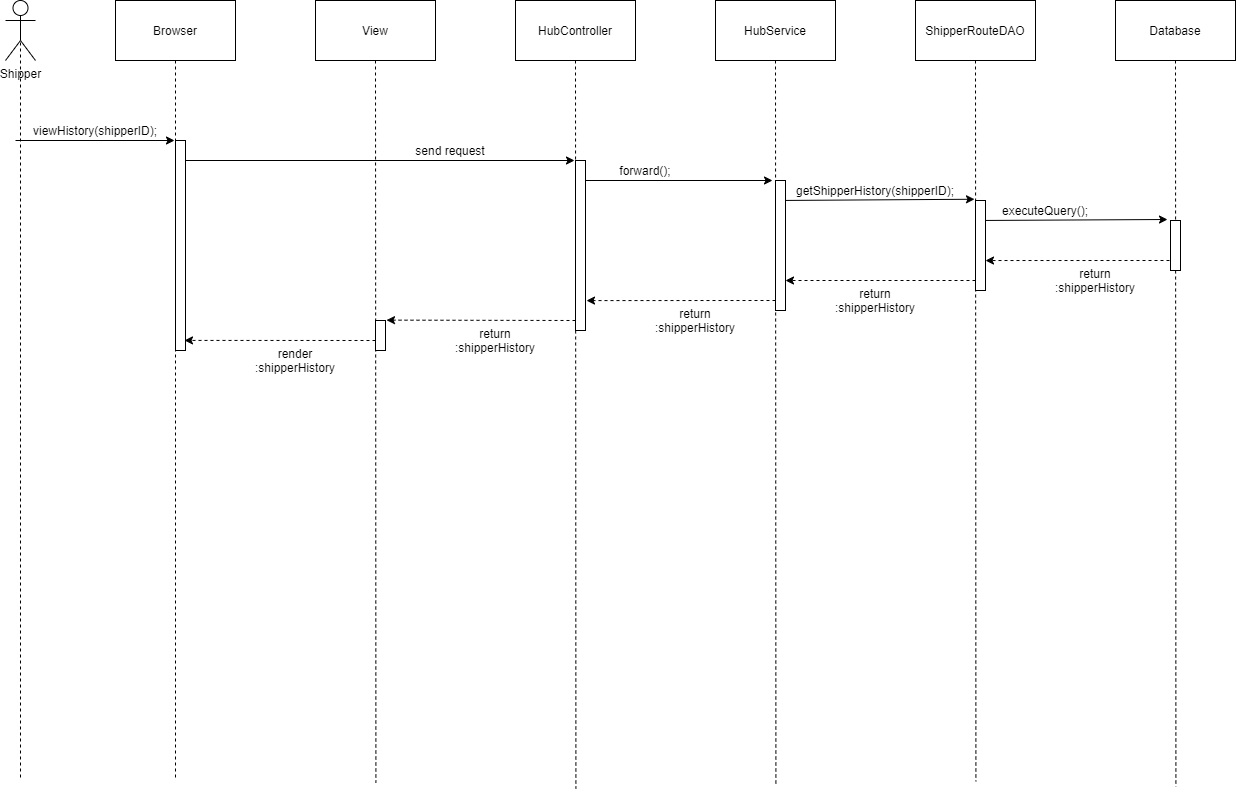 Browser
View
HubController
HubService
ShipperRouteDAO
Database
Shipper
viewHistory(shipperID);
send request
forward();
getShipperHistory(shipperID);
executeQuery();
return
:shipperHistory
return
:shipperHistory
return
:shipperHistory
return
:shipperHistory
render
:shipperHistory